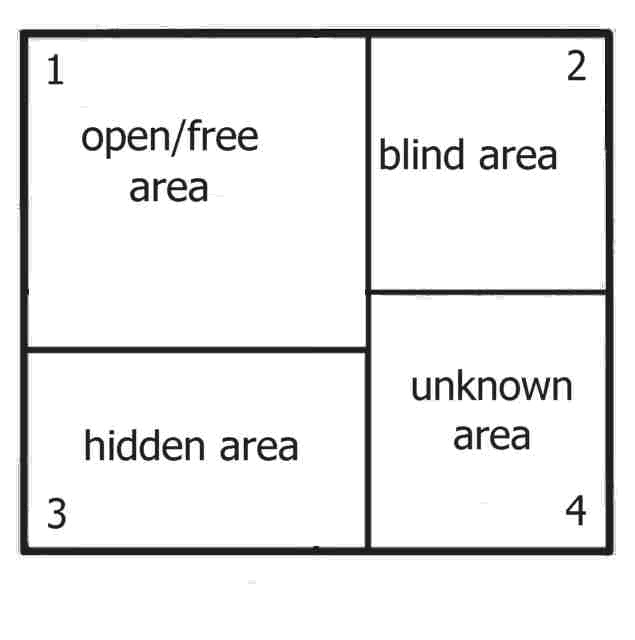 1
open/free
area
2
blind area
hidden area
3
unknown
area
4